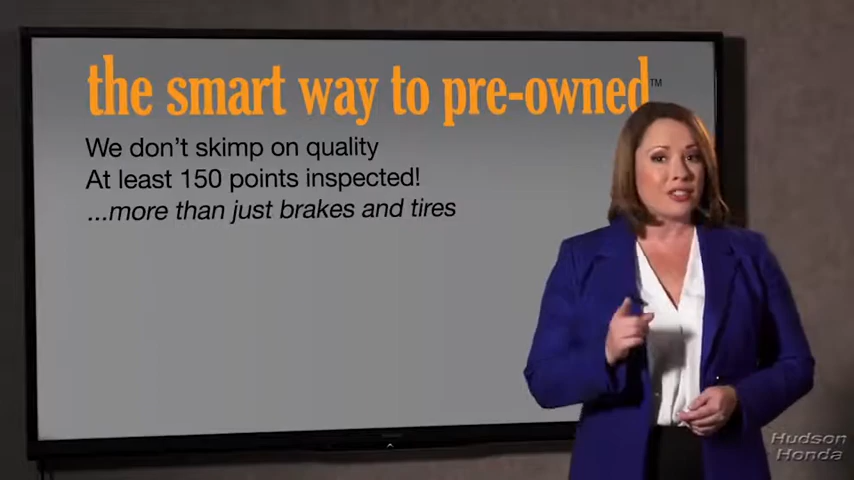 the smart way to pre-owned™
We don't skimp on quality
At least 150 points inspected!
...more than just brakes and tires
Hudson
Honda